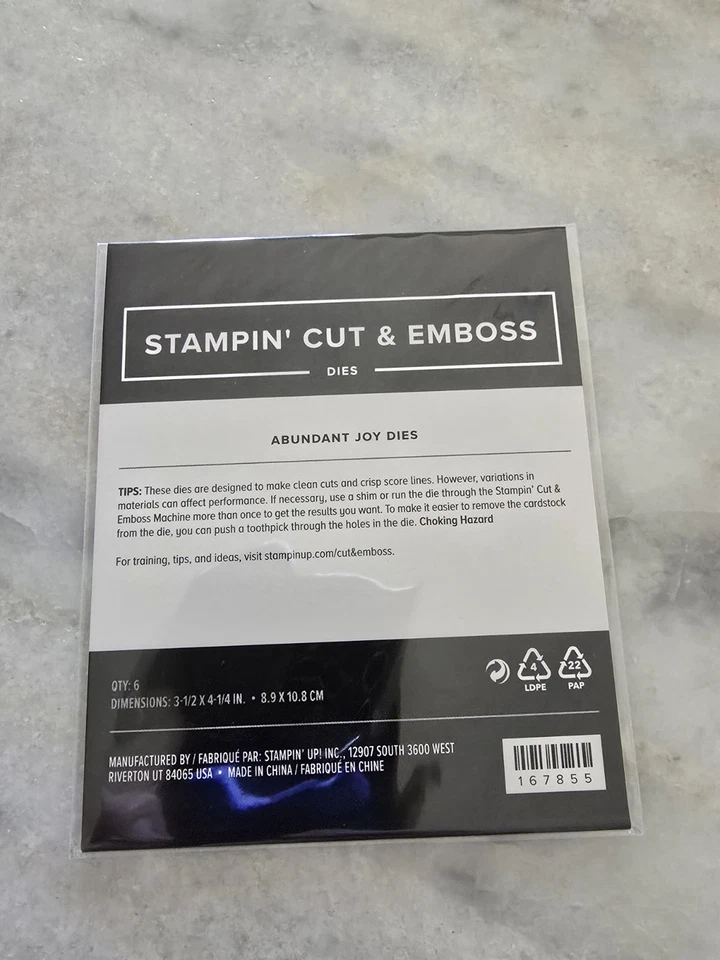 STAMPIN' CUT & EMBOSS
DIES
ABUNDANT JOY DIES
TIPS: These dies are designed to make clean cuts and crisp score lines. However, variations in
materials can affect performance. If necessary, use a shim or run the die through the Stampin' Cut &
Emboss Machine more than once to get the results you want. To make it easier to remove the cardstock
from the die, you can push a toothpick through the holes in the die. Choking Hazard
For training, tips, and ideas, visit stampinup.com/cut&emboss.
QTY: 6
DIMENSIONS: 3-1/2 X 4-1/4 IN. • 8.9 X 10.8 CM
4
LDPE
22
PAP
MANUFACTURED BY / FABRIQUÉ PAR: STAMPIN' UP! INC., 12907 SOUTH 3600 WEST
RIVERTON UT 84065 USA • MADE IN CHINA / FABRIQUÉ EN CHINE
167855